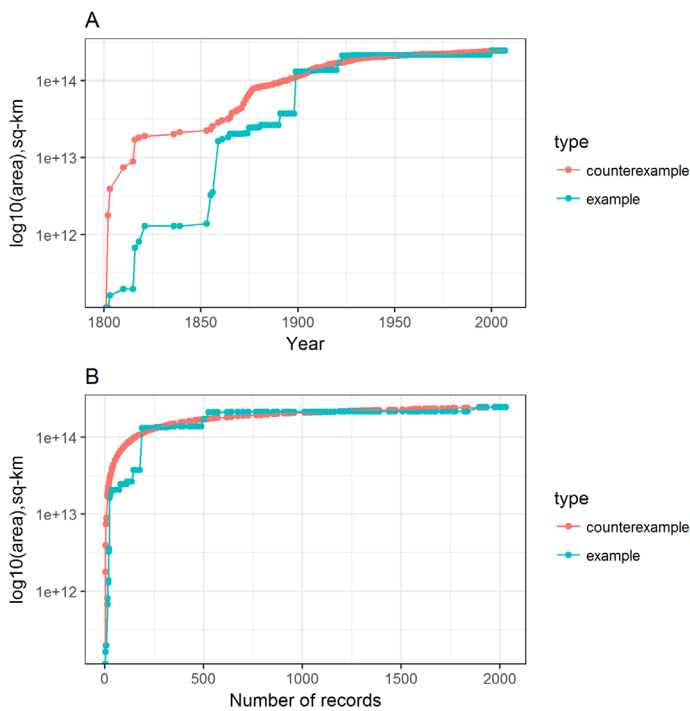 A
1e+14
1e+13
1e+12
log10(area),sq-km
1800
1850
1900
1950
2000
Year
type
counterexample
example
B
1e+14
1e+13
1e+12
log10(area),sq-km
0
500
1000
1500
2000
Number of records
type
counterexample
example